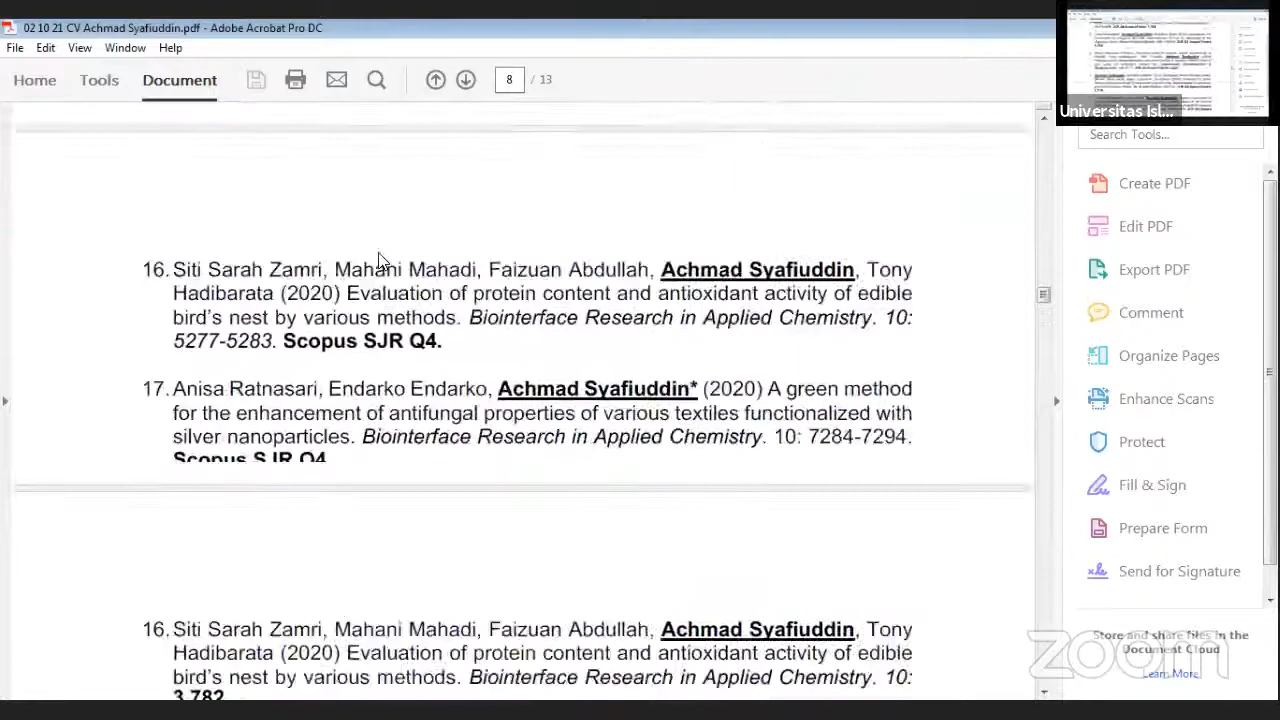 02 10 21 CV Achmad Syafiuddin.pdf - Adobe Acrobat Pro DC
File Edit View Window Help
Home Tools Document
8 / 1
Universitas Isl...
Search Tools...
Create PDF
Edit PDF
Export PDF
Comment
Organize Pages
Enhance Scans
Protect
Fill & Sign
Prepare Form
Send for Signature
Store and share files in the
Document Cloud
Learn More
16. Siti Sarah Zamri, Mahani Mahadi, Faizuan Abdullah, Achmad Syafiuddin, Tony
Hadibarata (2020) Evaluation of protein content and antioxidant activity of edible
bird's nest by various methods. Biointerface Research in Applied Chemistry. 10:
5277-5283. Scopus SJR Q4.
17. Anisa Ratnasari, Endarko Endarko, Achmad Syafiuddin* (2020) A green method
for the enhancement of antifungal properties of various textiles functionalized with
silver nanoparticles. Biointerface Research in Applied Chemistry. 10: 7284-7294.
Scopus SJR Q4
16. Siti Sarah Zamri, Mahani Mahadi, Faizuan Abdullah, Achmad Syafiuddin, Tony
Hadibarata (2020) Evaluation of protein content and antioxidant activity of edible
bird's nest by various methods. Biointerface Research in Applied Chemistry. 10:
3.782
zoom